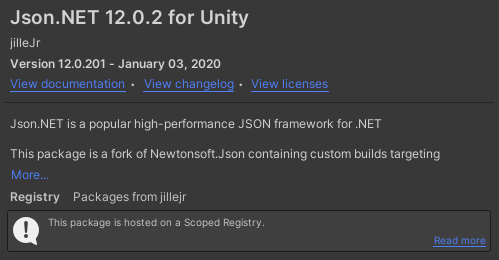 Json.NET 12.0.2 for Unity
jilleJr
Version 12.0.201 - January 03, 2020
View documentation • View changelog • View licenses
Json.NET is a popular high-performance JSON framework for .NET
This package is a fork of Newtonsoft.Json containing custom builds targeting
More...
Registry Packages from jillejr
This package is hosted on a Scoped Registry.
Read more